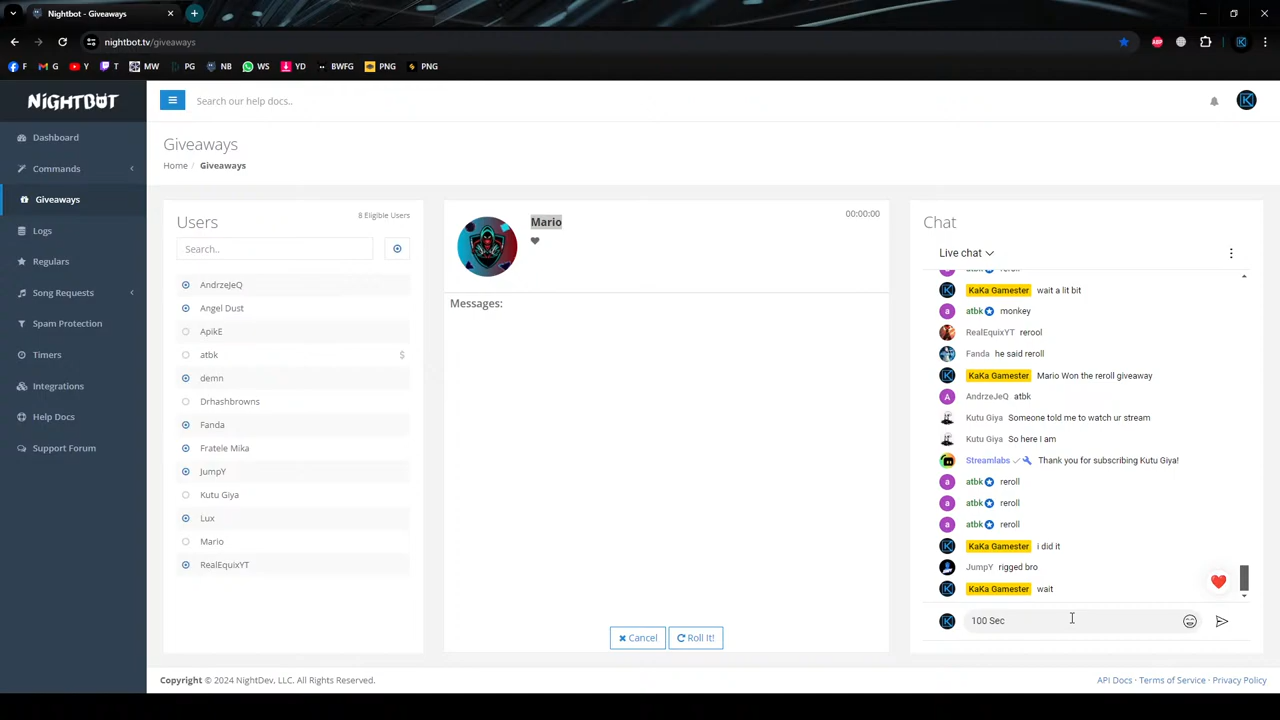 Nightbot - Giveaways
nightbot.tv/giveaways
F G Y T MW PG NB WS YD BWFG PNG PNG
NiGHTBOT
Search our help docs..
Dashboard
Commands
Giveaways
Logs
Regulars
Song Requests
Spam Protection
Timers
Integrations
Help Docs
Support Forum
Giveaways
Home / Giveaways
Users
8 Eligible Users
Search..
AndrzeJeQ
Angel Dust
ApikE
atbk $
demn
Drhashbrowns
Fanda
Fratele Mika
JumpY
Kutu Giya
Lux
Mario
RealEquixYT
Mario
00:00:00
Messages:
Cancel
Roll It!
Chat
Live chat
atbk reroll
KaKa Gamester wait a lit bit
atbk monkey
RealEquixYT rerool
Fanda he said reroll
KaKa Gamester Mario Won the reroll giveaway
AndrzeJeQ atbk
Kutu Giya Someone told me to watch ur stream
Kutu Giya So here I am
Streamlabs Thank you for subscribing Kutu Giya!
atbk reroll
atbk reroll
atbk reroll
KaKa Gamester i did it
JumpY rigged bro
KaKa Gamester wait
100 Sec
Copyright © 2024 NightDev, LLC. All Rights Reserved.
API Docs · Terms of Service · Privacy Policy